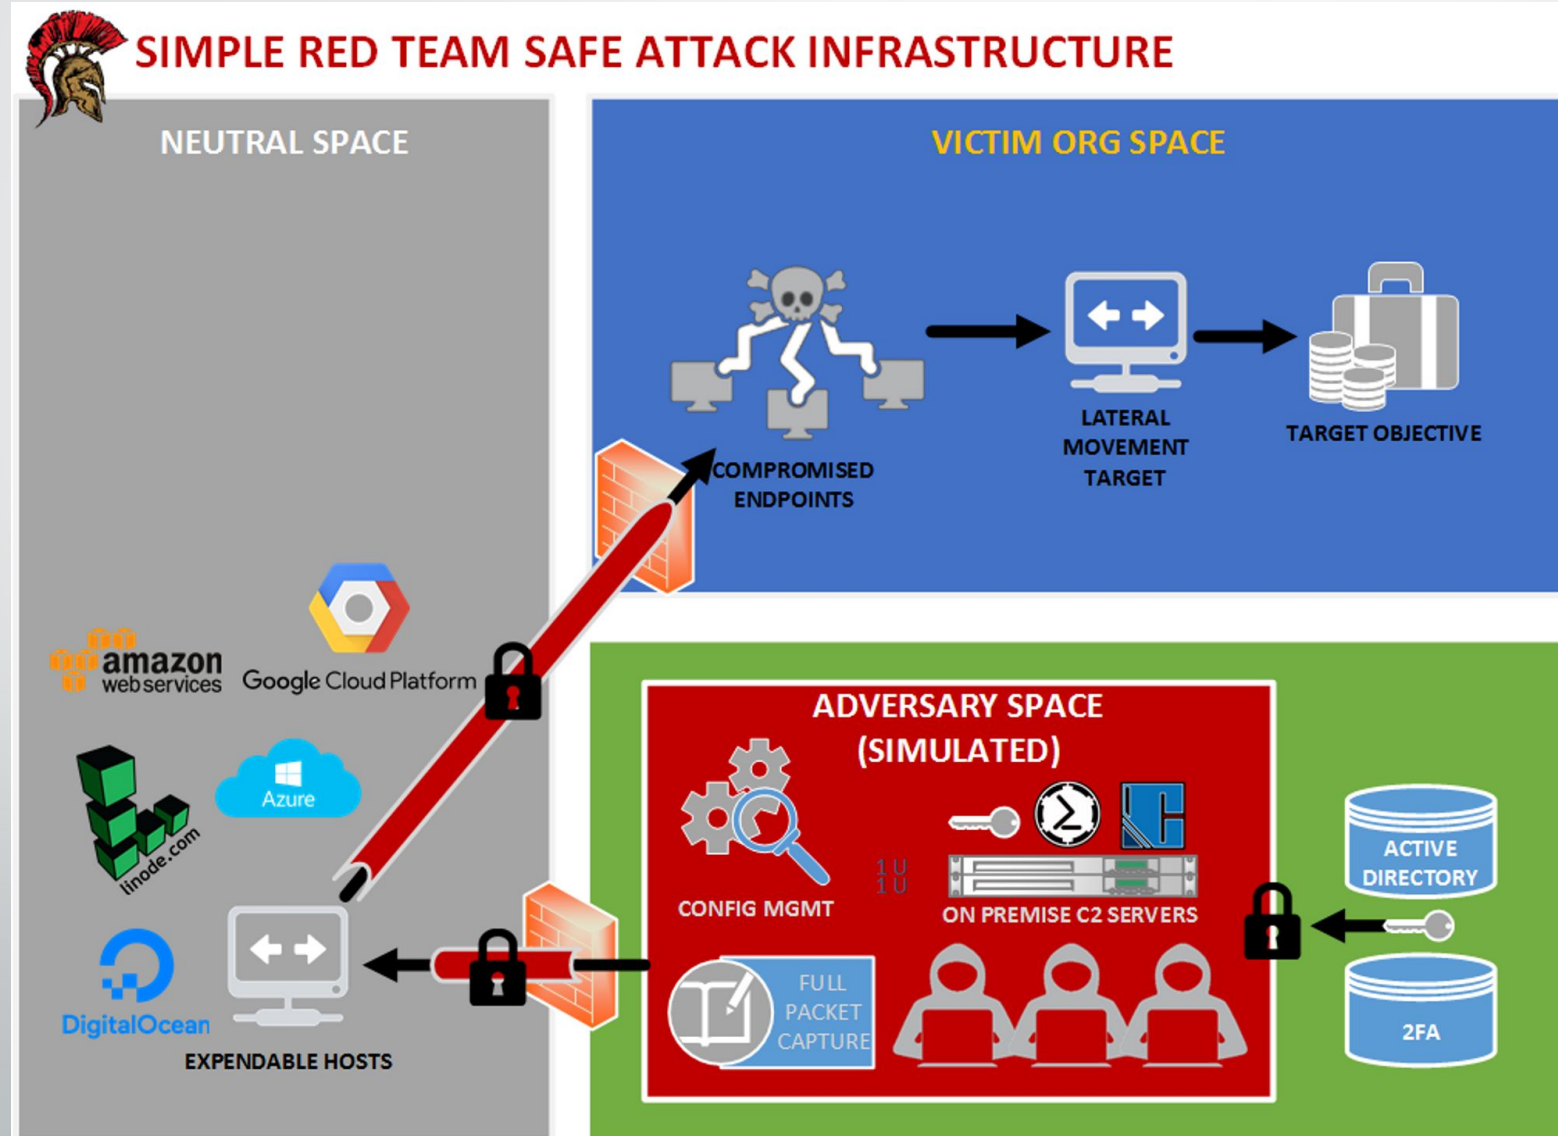 SIMPLE RED TEAM SAFE ATTACK INFRASTRUCTURE
NEUTRAL SPACE
VICTIM ORG SPACE
COMPROMISED
ENDPOINTS
LATERAL
MOVEMENT
TARGET
TARGET OBJECTIVE
amazon
webservices
Google Cloud Platform
Azure
linode.com
DigitalOcean
EXPENDABLE HOSTS
ADVERSARY SPACE
(SIMULATED)
CONFIG MGMT
1 U
1 U
ON PREMISE C2 SERVERS
FULL
PACKET
CAPTURE
ACTIVE
DIRECTORY
2FA